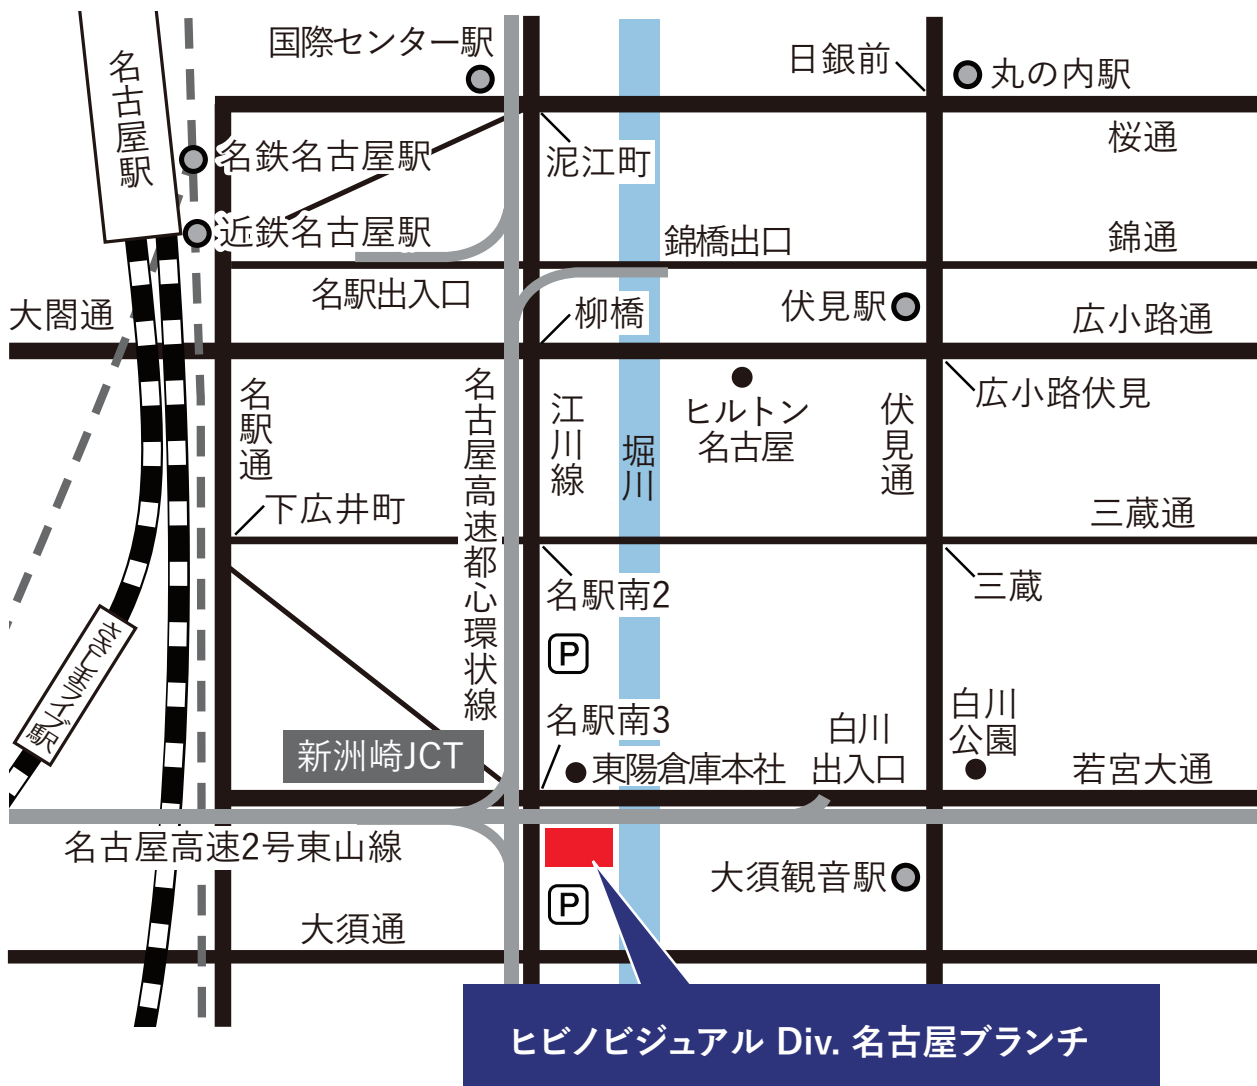 国際センター駅
日銀前
丸の内駅
名古屋駅
名鉄名古屋駅
泥江町
桜通
近鉄名古屋駅
錦橋出口
錦通
名駅出入口
伏見駅
大閤通
柳橋
広小路通
名駅通
名古屋高速都心環状線
江川線
堀川
ヒルトン
名古屋
伏見通
広小路伏見
下広井町
三蔵通
名駅南2
三蔵
P
ささしまライブ駅
名駅南3
白川
出入口
白川
公園
新洲崎JCT
東陽倉庫本社
若宮大通
名古屋高速2号東山線
大須観音駅
P
大須通
ヒビノビジュアル Div. 名古屋ブランチ